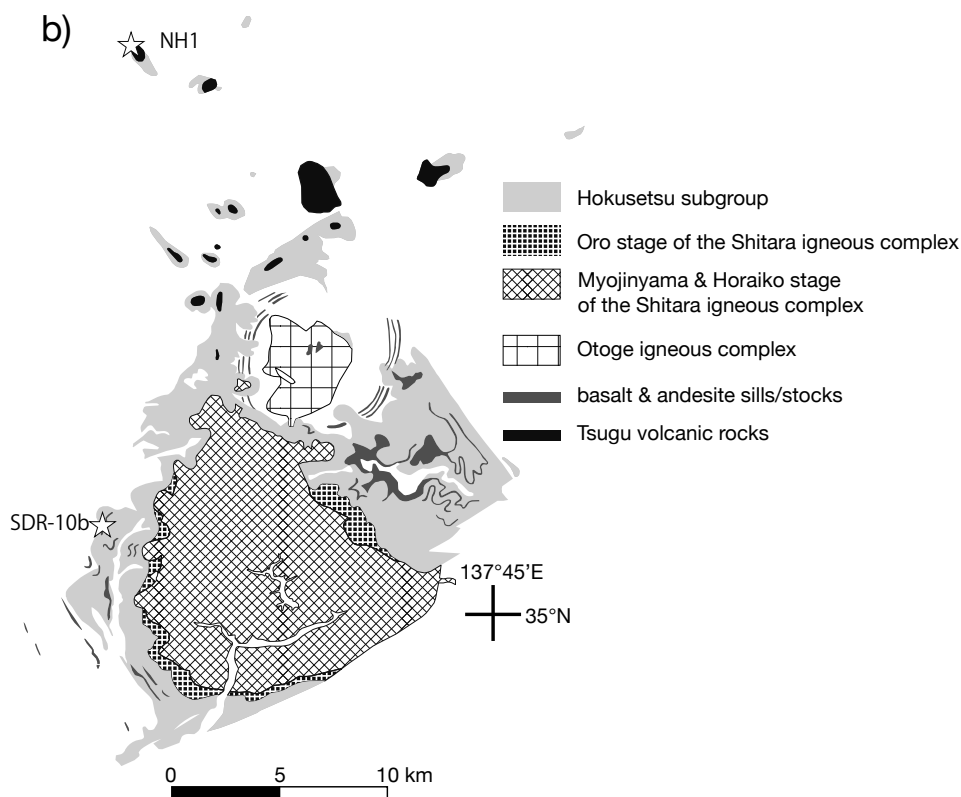 b)
NH1
Hokusetsu subgroup
Oro stage of the Shitara igneous complex
Myojinyama & Horaiko stage
of the Shitara igneous complex
Otoge igneous complex
basalt & andesite sills/stocks
Tsugu volcanic rocks
SDR-10b
137°45’E
35°N
0 5 10 km